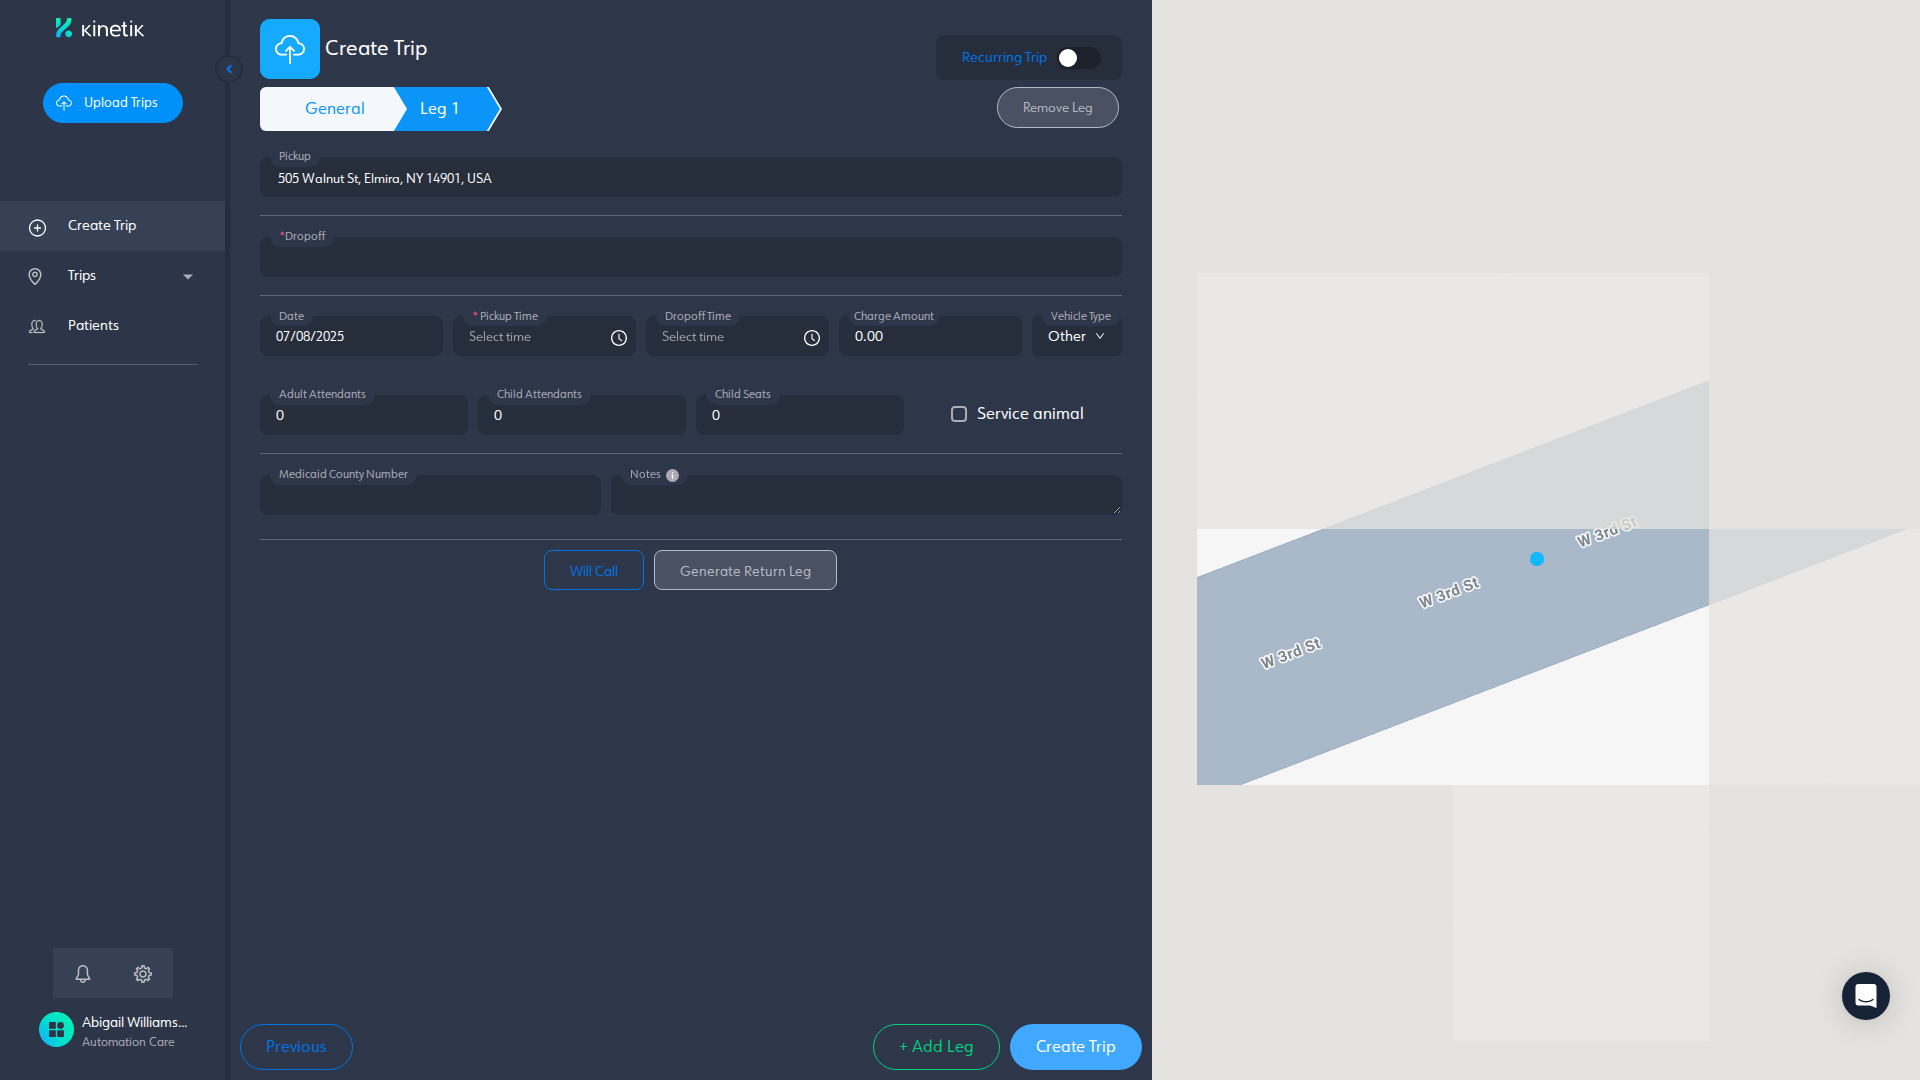 kinetik
Upload Trips
Create Trip
Trips
Patients
Abigail Williams...
Automation Care
Create Trip
Recurring Trip
General
Leg 1
Remove Leg
Pickup
505 Walnut St, Elmira, NY 14901, USA
*Dropoff
Date
07/08/2025
* Pickup Time
Select time
Dropoff Time
Select time
Charge Amount
0.00
Vehicle Type
Other
Adult Attendants
0
Child Attendants
0
Child Seats
0
Service animal
Medicaid County Number
Notes
Will Call
Generate Return Leg
Previous
+ Add Leg
Create Trip
W 3rd St
W 3rd St
W 3rd St